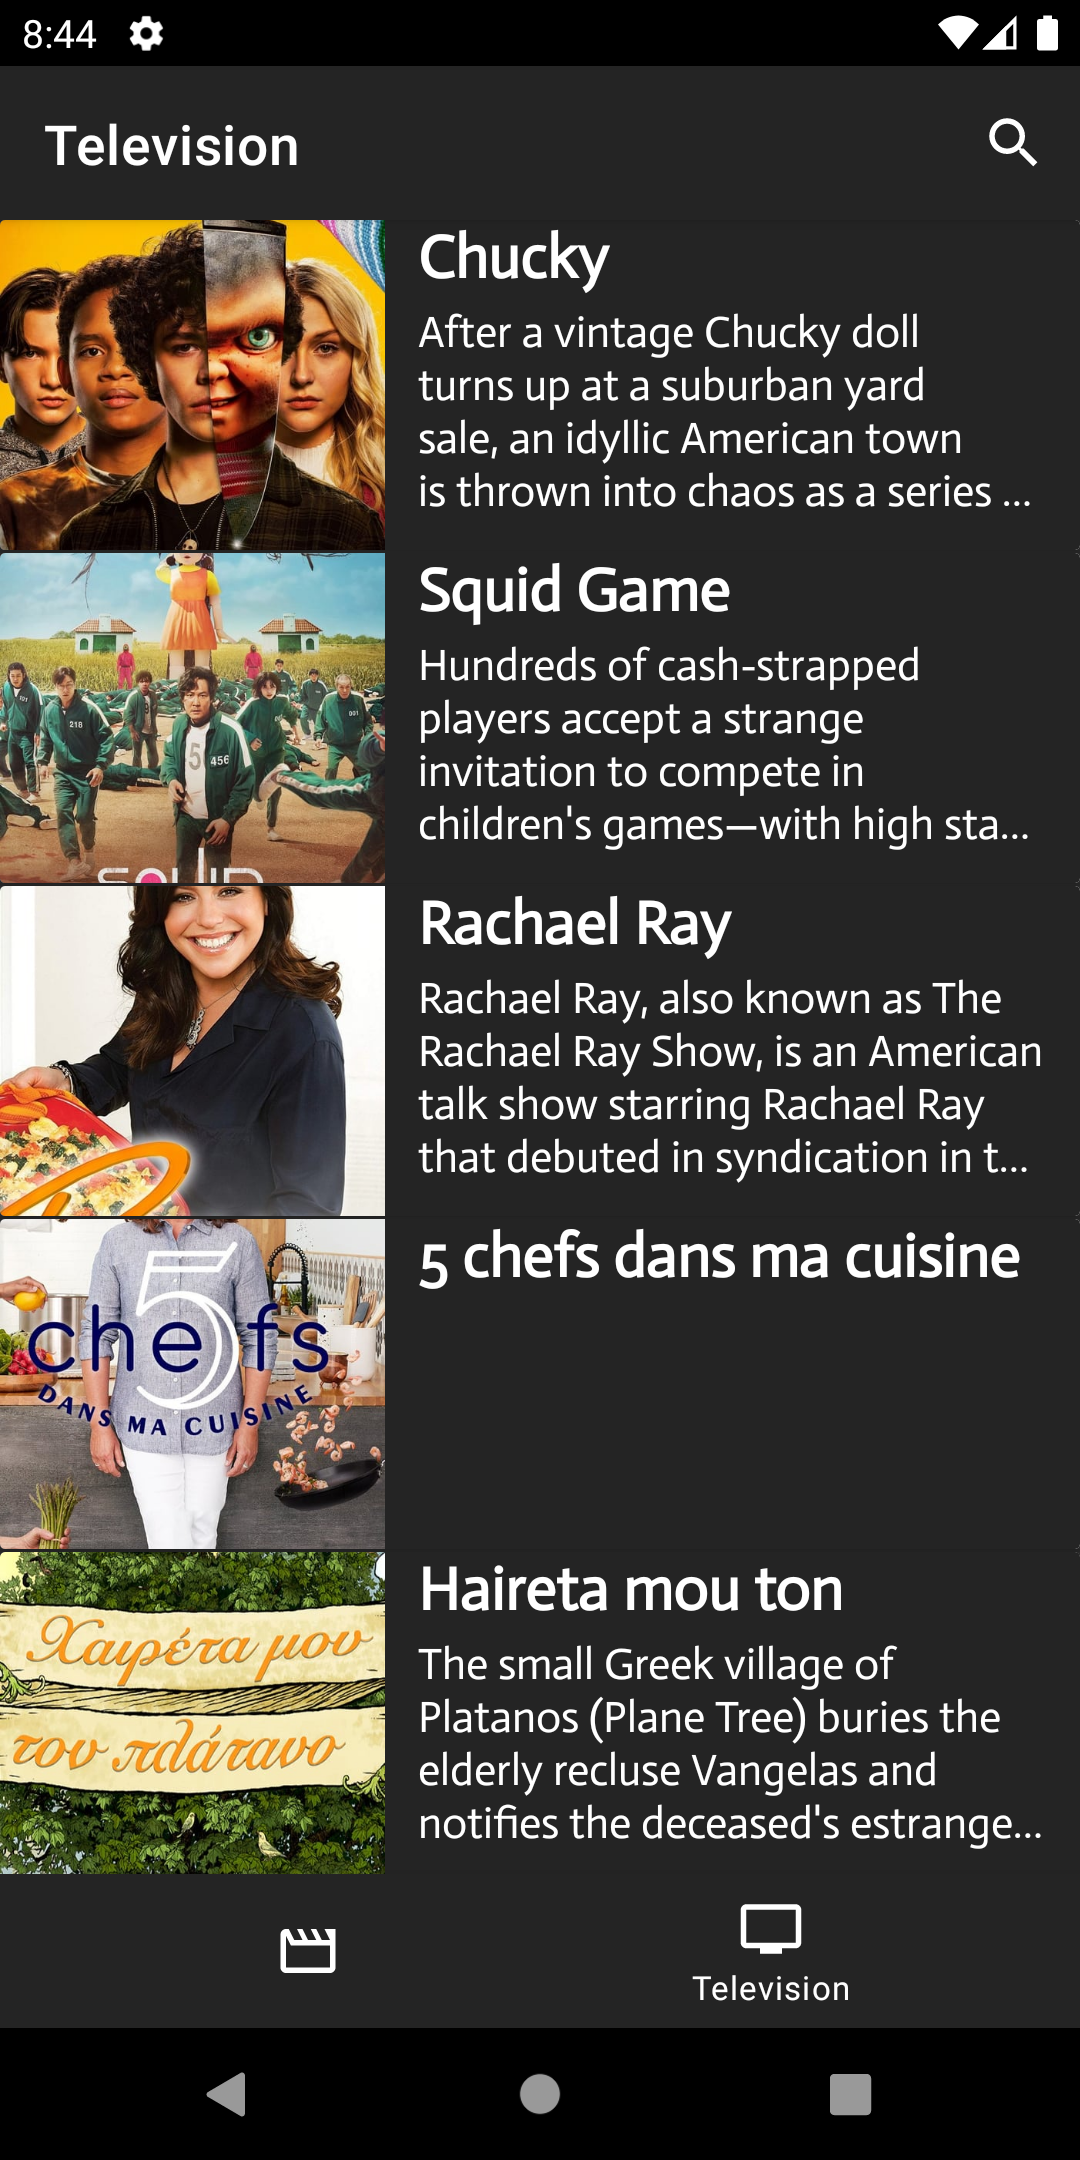 8:44
Television
Chucky
After a vintage Chucky doll
turns up at a suburban yard
sale, an idyllic American town
is thrown into chaos as a series ...
218
456
001
Squid Game
Hundreds of cash-strapped
players accept a strange
invitation to compete in
children's games—with high sta...
Rachael Ray
Rachael Ray, also known as The
Rachael Ray Show, is an American
talk show starring Rachael Ray
that debuted in syndication in t...
5
chefs
DANS MA CUISINE
5 chefs dans ma cuisine
Χαιρέτα μου
τον πλάτανο
Haireta mou ton
The small Greek village of
Platanos (Plane Tree) buries the
elderly recluse Vangelas and
notifies the deceased's estrange...
Television